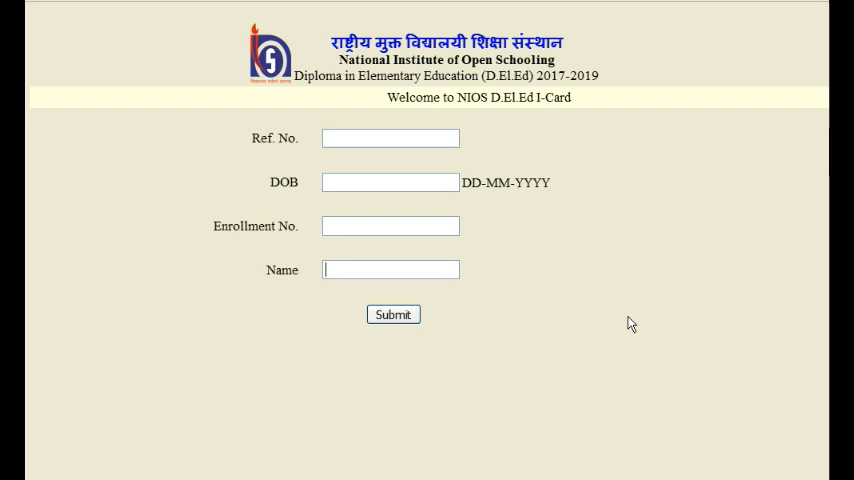 राष्ट्रीय मुक्त विद्यालयी शिक्षा संस्थान
National Institute of Open Schooling
Diploma in Elementary Education (D.El.Ed) 2017-2019
Welcome to NIOS D.El.Ed I-Card
Ref. No.
DOB DD-MM-YYYY
Enrollment No.
Name
Submit